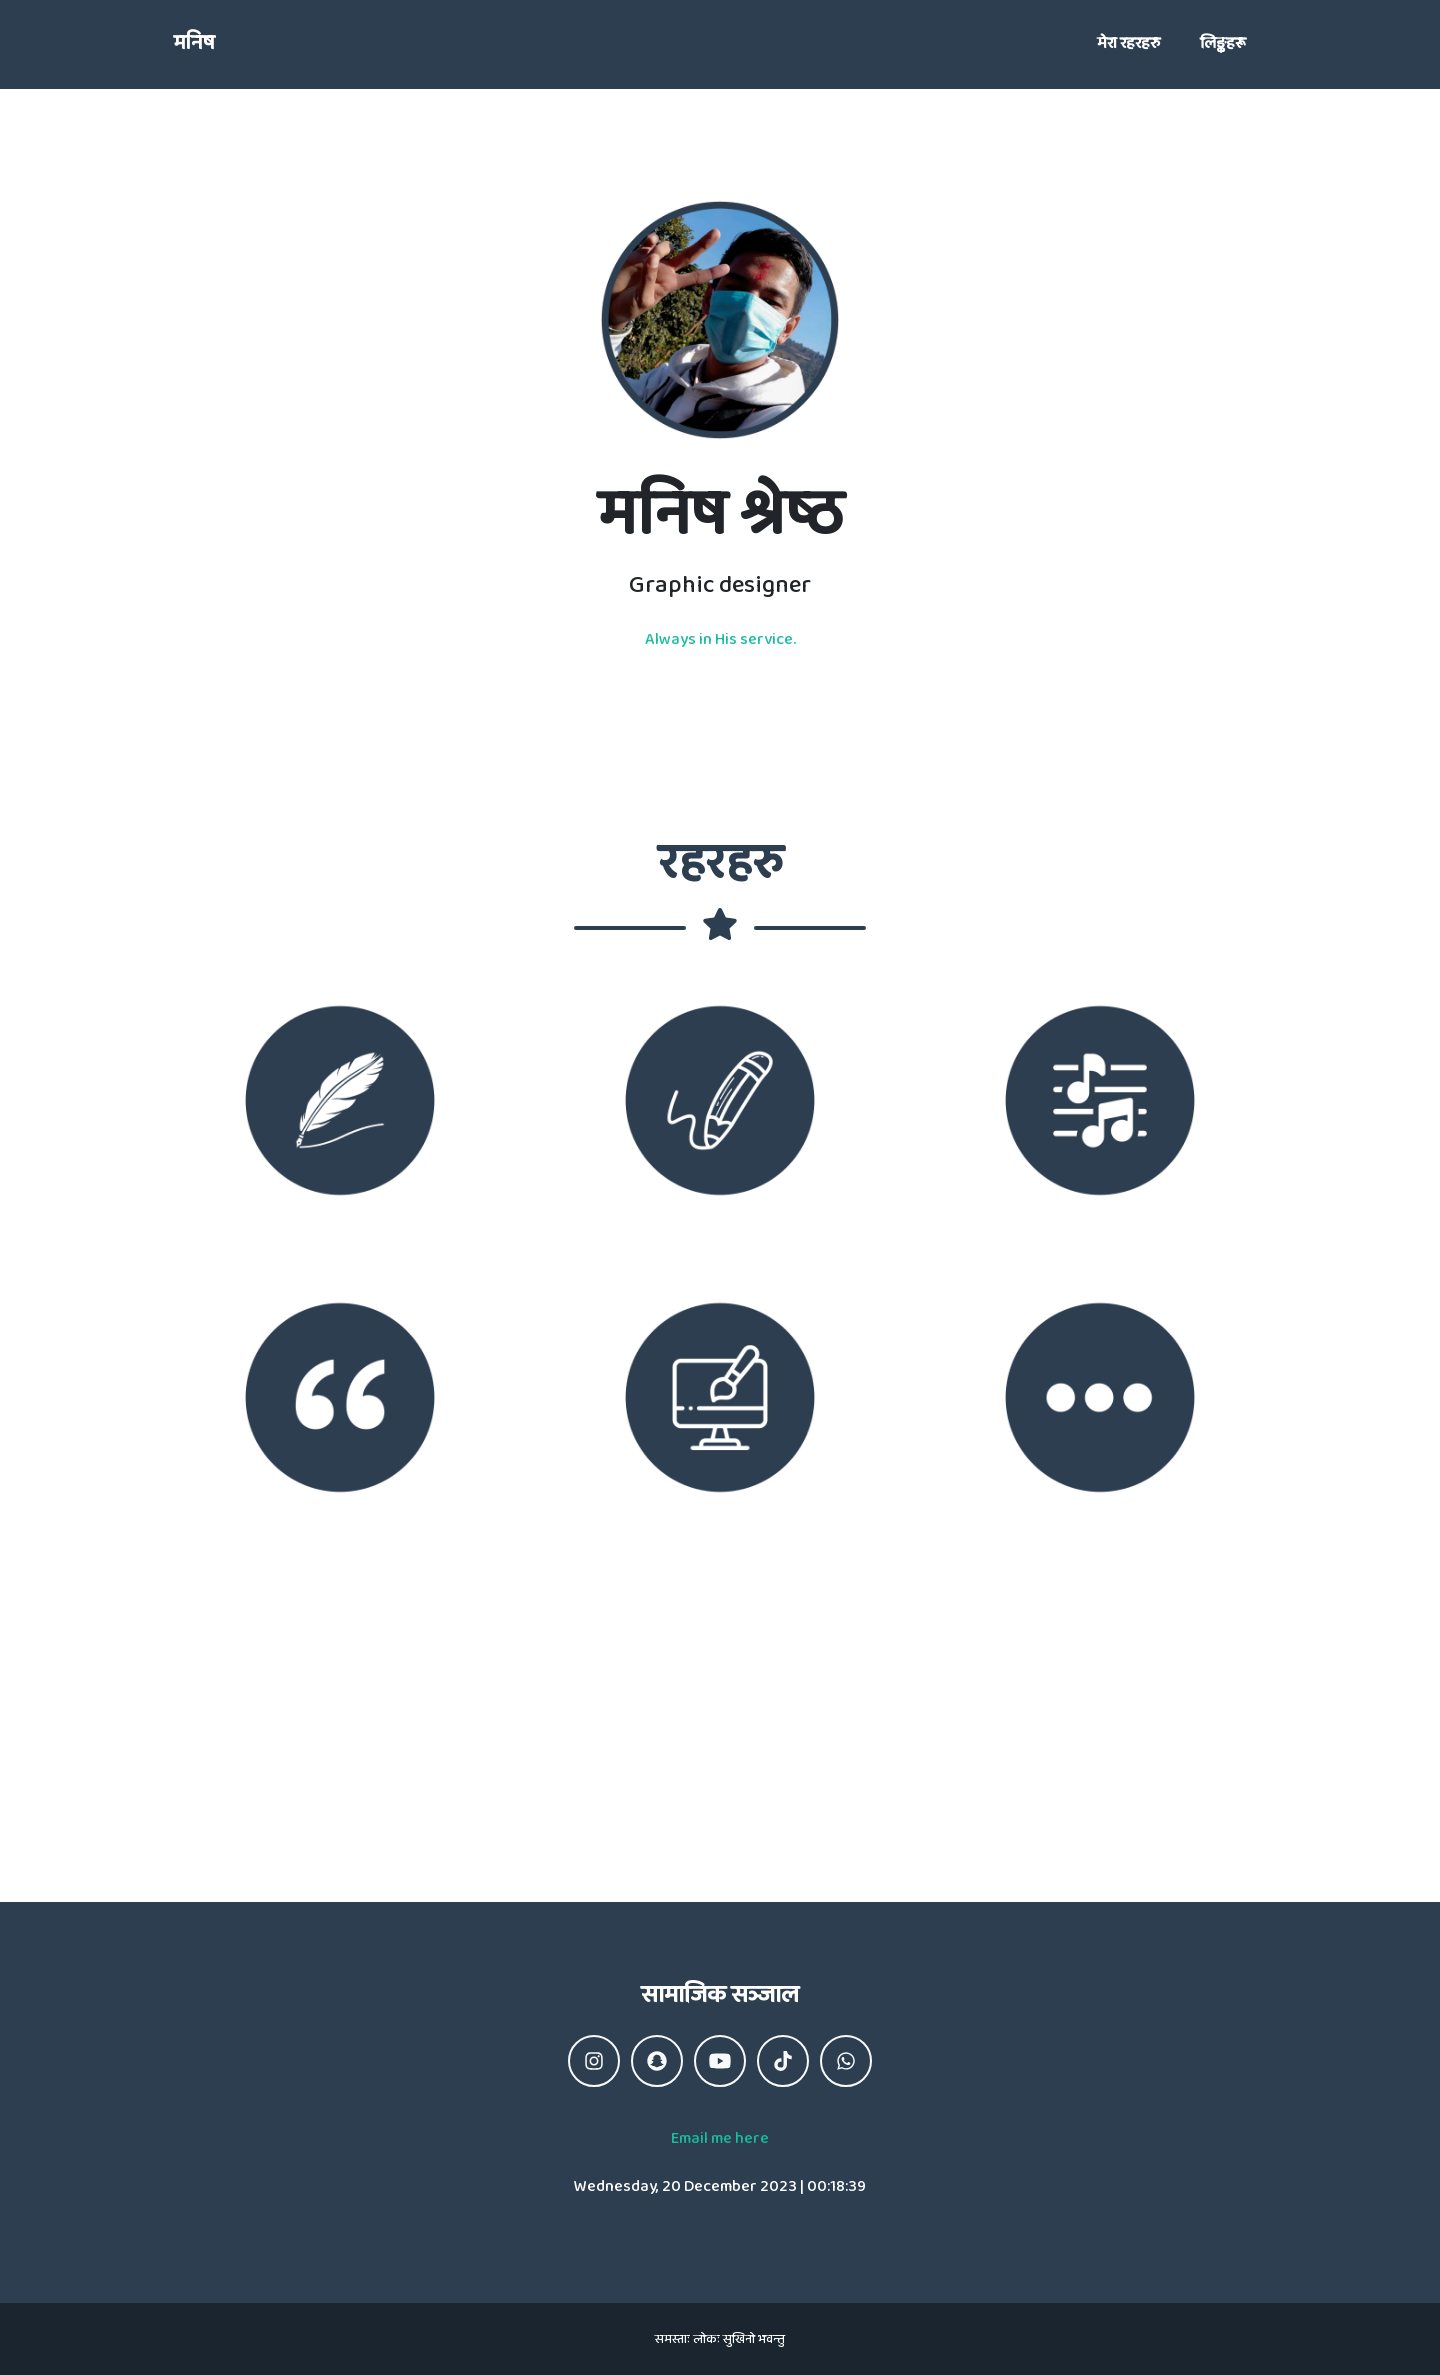 मनिष
मेरा रहरहरु
लिङ्कहरू
मनिष श्रेष्ठ
Graphic designer
Always in His service.
रहरहरु
सामाजिक सञ्जाल
Email me here
Wednesday, 20 December 2023 | 00:18:39
समस्ताः लोकः सुखिनो भवन्तु